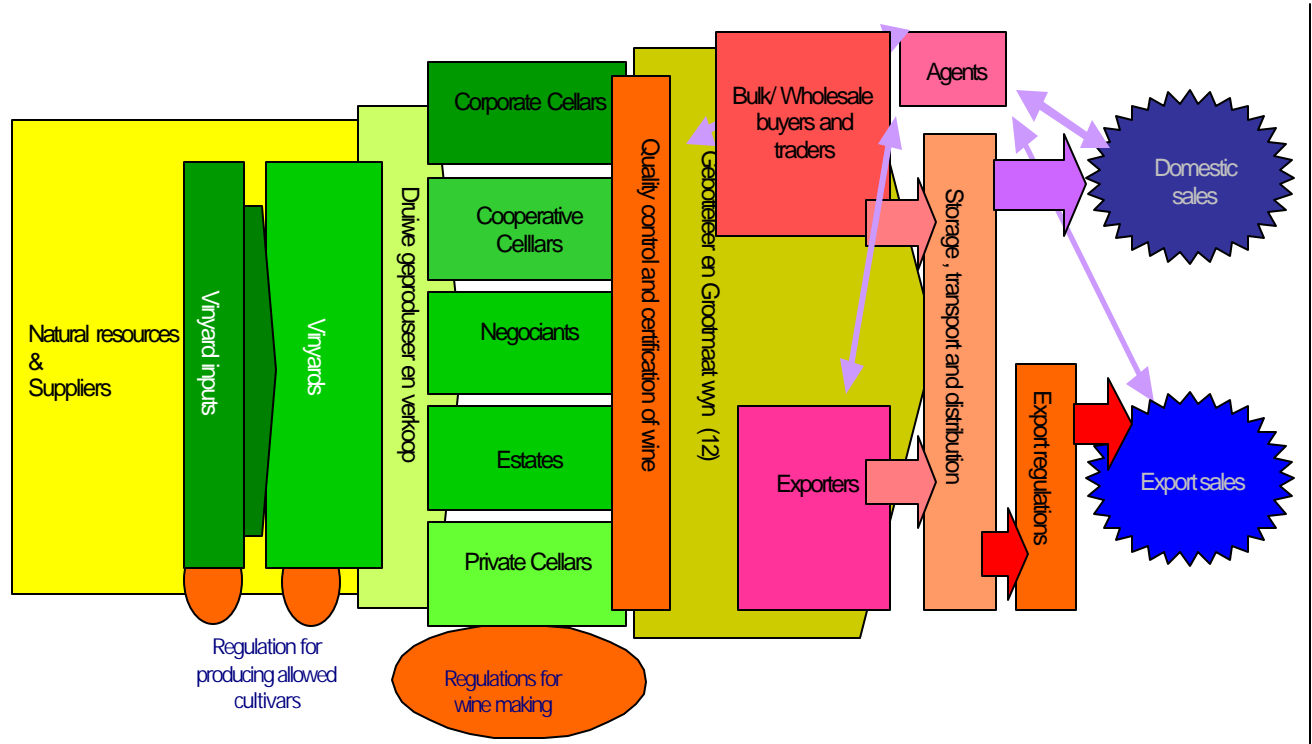 Natural resources
&
Suppliers
Vinyard inputs
Vinyards
Regulation for
producing allowed
cultivars
Druiwe geproduseer en verkoop
Corporate Cellars
Cooperative
Celllars
Negociants
Estates
Private Cellars
Regulations for
wine making
Quality control and certification of wine
Gebotteleer en Grootmaat wyn (12)
Bulk/ Wholesale
buyers and
traders
Exporters
Agents
Storage , transport and distribution
Export regulations
Domestic
sales
Export sales